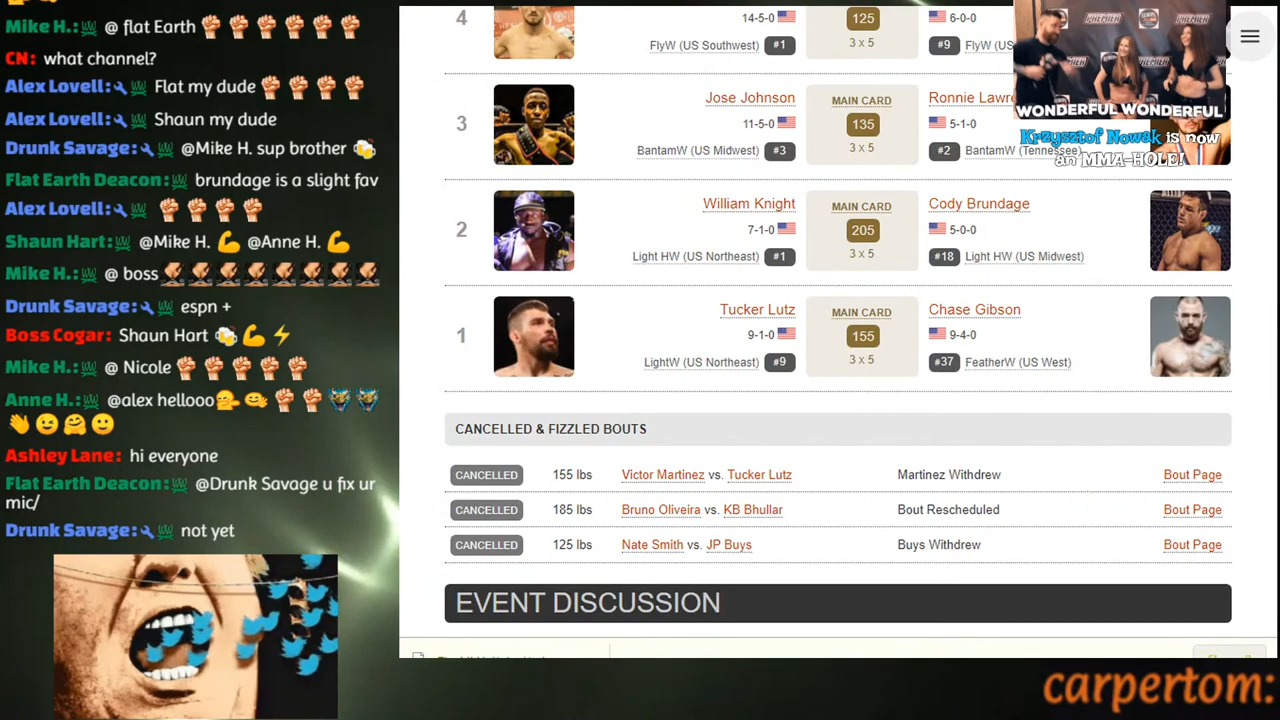 Mike H.: @ flat Earth
CN: what channel?
Alex Lovell: Flat my dude
Alex Lovell: Shaun my dude
Drunk Savage: @Mike H. sup brother
Flat Earth Deacon: brundage is a slight fav
Alex Lovell:
Shaun Hart: @Mike H. @Anne H.
Mike H.: @ boss
Drunk Savage: espn +
Boss Cogar: Shaun Hart
Mike H.: @ Nicole
Anne H.: @alex hellooo
Ashley Lane: hi everyone
Flat Earth Deacon: @Drunk Savage u fix ur
mic/
Drunk Savage: not yet
4
14-5-0 125 6-0-0
FlyW (US Southwest) #1 3 x 5 #9 FlyW (US
Jose Johnson MAIN CARD Ronnie Lawre
3 11-5-0 135 5-1-0
BantamW (US Midwest) #3 3 x 5 #2 BantamW (Tennessee)
William Knight MAIN CARD Cody Brundage
2 7-1-0 205 5-0-0
Light HW (US Northeast) #1 3 x 5 #18 Light HW (US Midwest)
Tucker Lutz MAIN CARD Chase Gibson
1 9-1-0 155 9-4-0
LightW (US Northeast) #9 3 x 5 #37 FeatherW (US West)
CANCELLED & FIZZLED BOUTS
CANCELLED 155 lbs Victor Martinez vs. Tucker Lutz Martinez Withdrew Bout Page
CANCELLED 185 lbs Bruno Oliveira vs. KB Bhullar Bout Rescheduled Bout Page
CANCELLED 125 lbs Nate Smith vs. JP Buys Buys Withdrew Bout Page
EVENT DISCUSSION
PREMIER PREMIER
WONDERFUL WONDERFUL
Krzysztof Nowak is now
an MMA-HOLE!
carpertom: